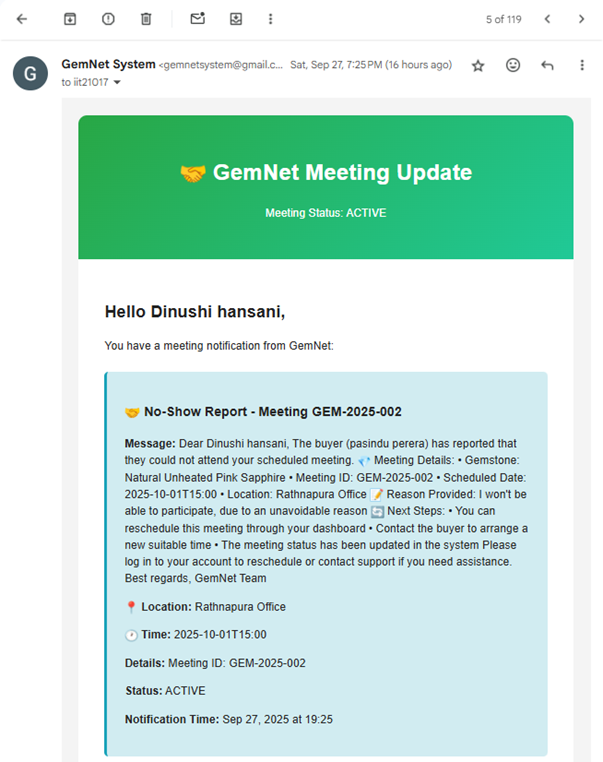 5 of 119
G
GemNet System <gemnetsystem@gmail.c... Sat, Sep 27, 7:25 PM (16 hours ago)
to iit21017
🤝 GemNet Meeting Update
Meeting Status: ACTIVE
Hello Dinushi hansani,
You have a meeting notification from GemNet:
🤝 No-Show Report - Meeting GEM-2025-002
Message: Dear Dinushi hansani, The buyer (pasindu perera) has reported that
they could not attend your scheduled meeting. 💎 Meeting Details: • Gemstone:
Natural Unheated Pink Sapphire • Meeting ID: GEM-2025-002 • Scheduled Date:
2025-10-01T15:00 • Location: Rathnapura Office 📝 Reason Provided: I won't be
able to participate, due to an unavoidable reason 🔄 Next Steps: • You can
reschedule this meeting through your dashboard • Contact the buyer to arrange a
new suitable time • The meeting status has been updated in the system Please
log in to your account to reschedule or contact support if you need assistance.
Best regards, GemNet Team
📍 Location: Rathnapura Office
🕐 Time: 2025-10-01T15:00
Details: Meeting ID: GEM-2025-002
Status: ACTIVE
Notification Time: Sep 27, 2025 at 19:25